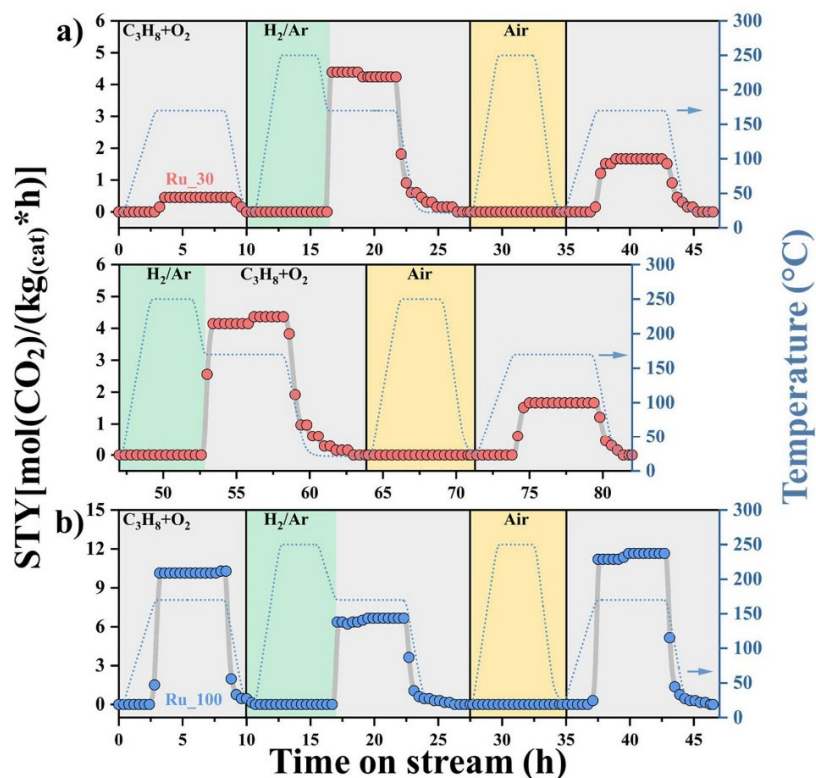 a)
C₃H₈+O₂ H₂/Ar Air
6 5 4 3 2 1 0
Ru_30
300 250 200 150 100 50 0
0 5 10 15 20 25 30 35 40 45
H₂/Ar C₃H₈+O₂ Air
6 5 4 3 2 1 0
300 250 200 150 100 50 0
50 55 60 65 70 75 80
b)
C₃H₈+O₂ H₂/Ar Air
15 12 9 6 3 0
Ru_100
300 250 200 150 100 50 0
0 5 10 15 20 25 30 35 40 45
STY[mol(CO₂)/(kg(cat)*h)]
Temperature (°C)
Time on stream (h)